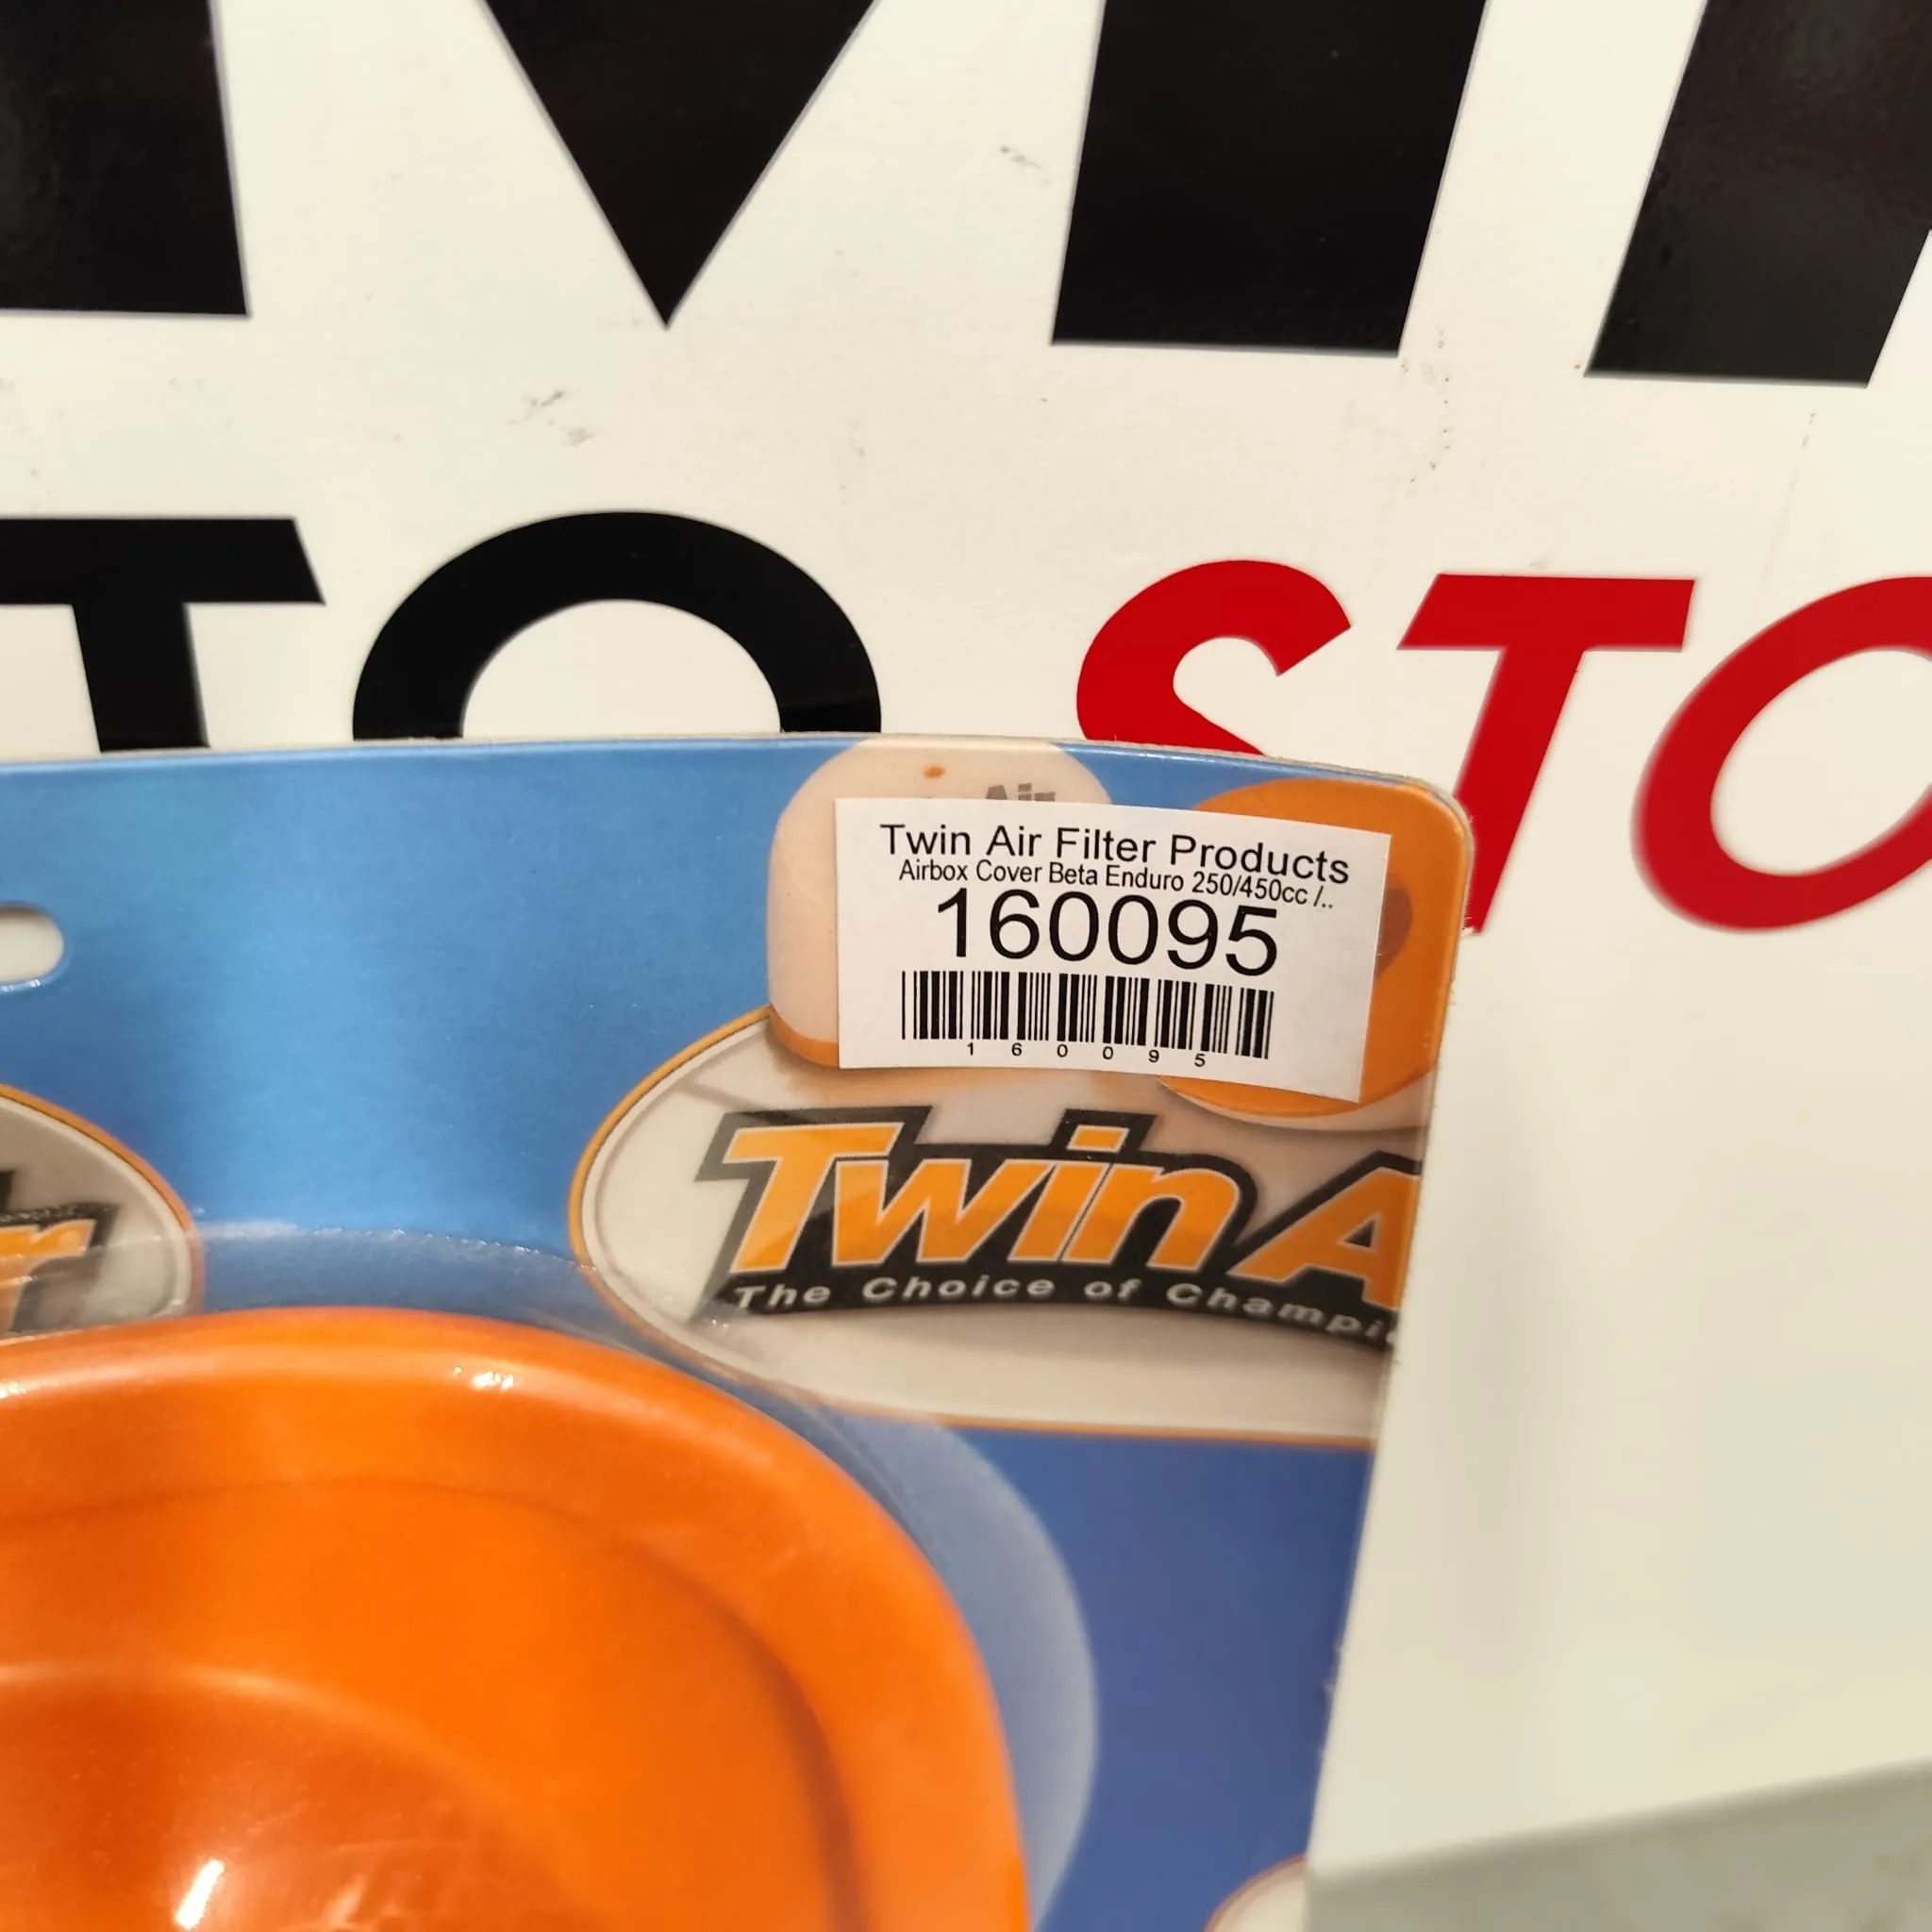 TO STO
Air
Twin Air Filter Products
Airbox Cover Beta Enduro 250/450cc /..
160095
160095
Twin A
The Choice of Champi